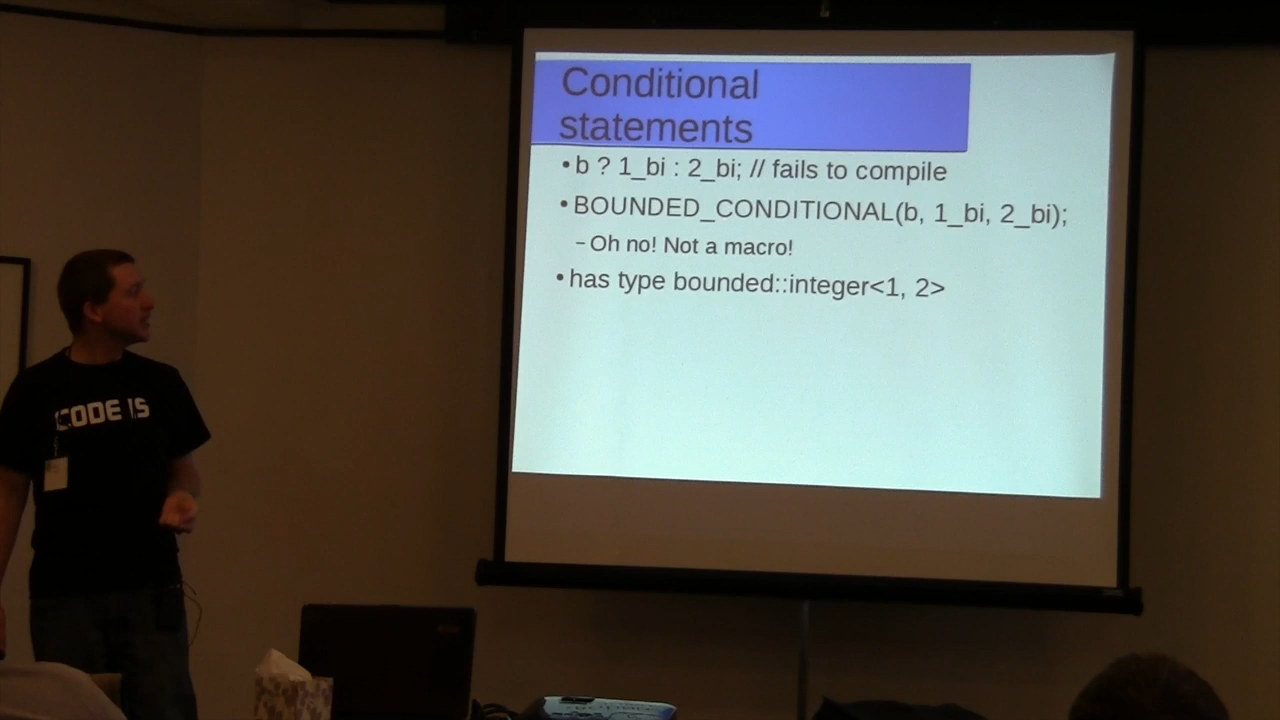 Conditional
statements
•b ? 1_bi : 2_bi; // fails to compile
•BOUNDED_CONDITIONAL(b, 1_bi, 2_bi);
–Oh no! Not a macro!
•has type bounded::integer<1, 2>
CODE IS